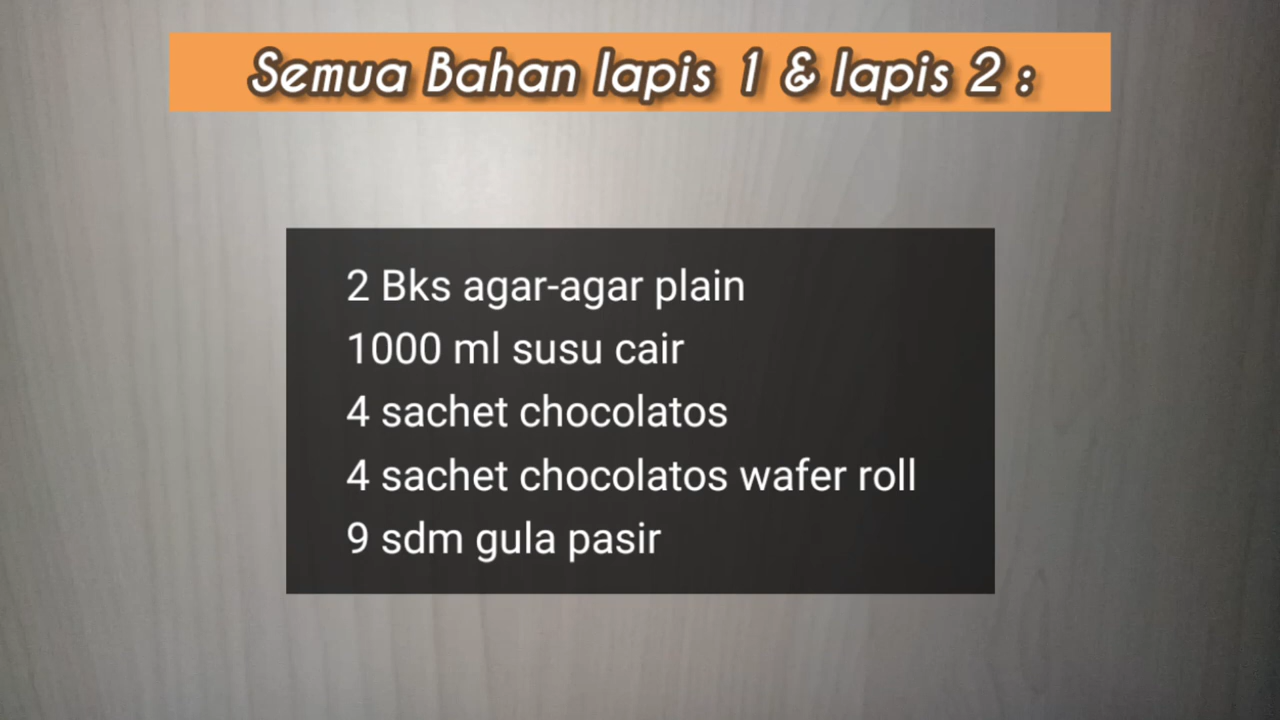 Semua Bahan lapis 1 & lapis 2 :
2 Bks agar-agar plain
1000 ml susu cair
4 sachet chocolatos
4 sachet chocolatos wafer roll
9 sdm gula pasir